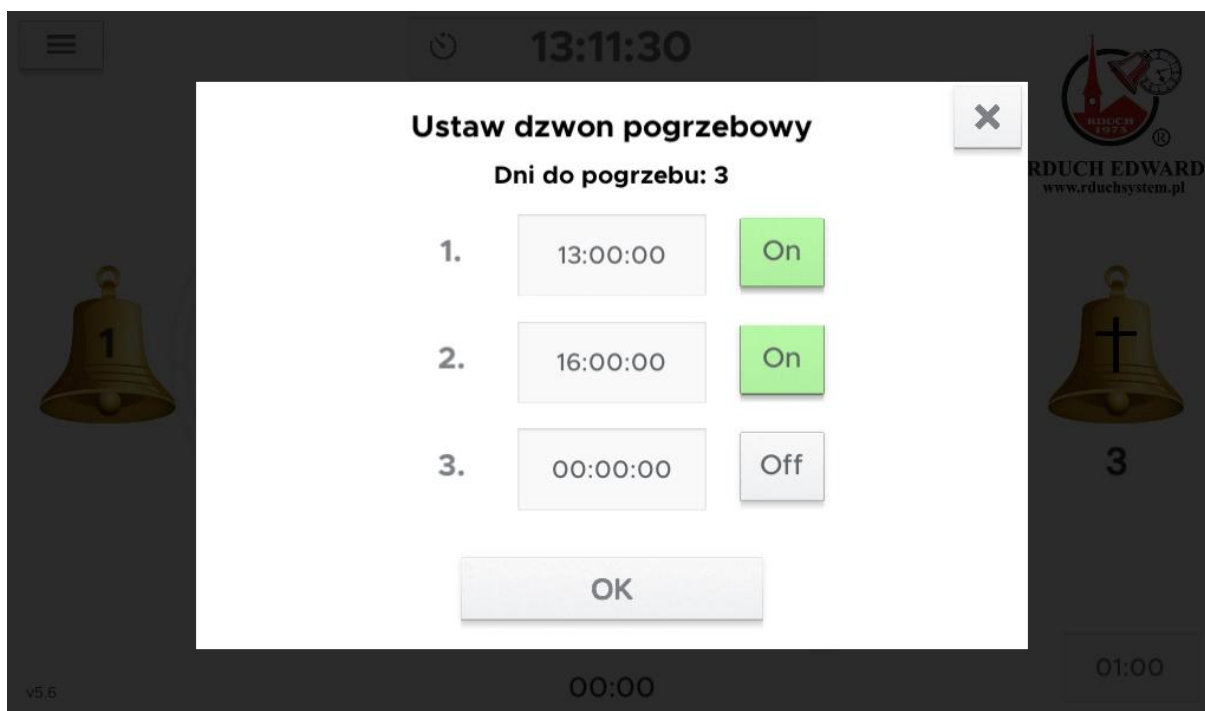 13:11:30
Ustaw dzwon pogrzebowy
Dni do pogrzebu: 3
1. 13:00:00 On
2. 16:00:00 On
3. 00:00:00 Off
OK
RDUCH
1973
®
RDUCH EDWARD
www.rduchsystem.pl
1
3
v5.6
00:00
01:00